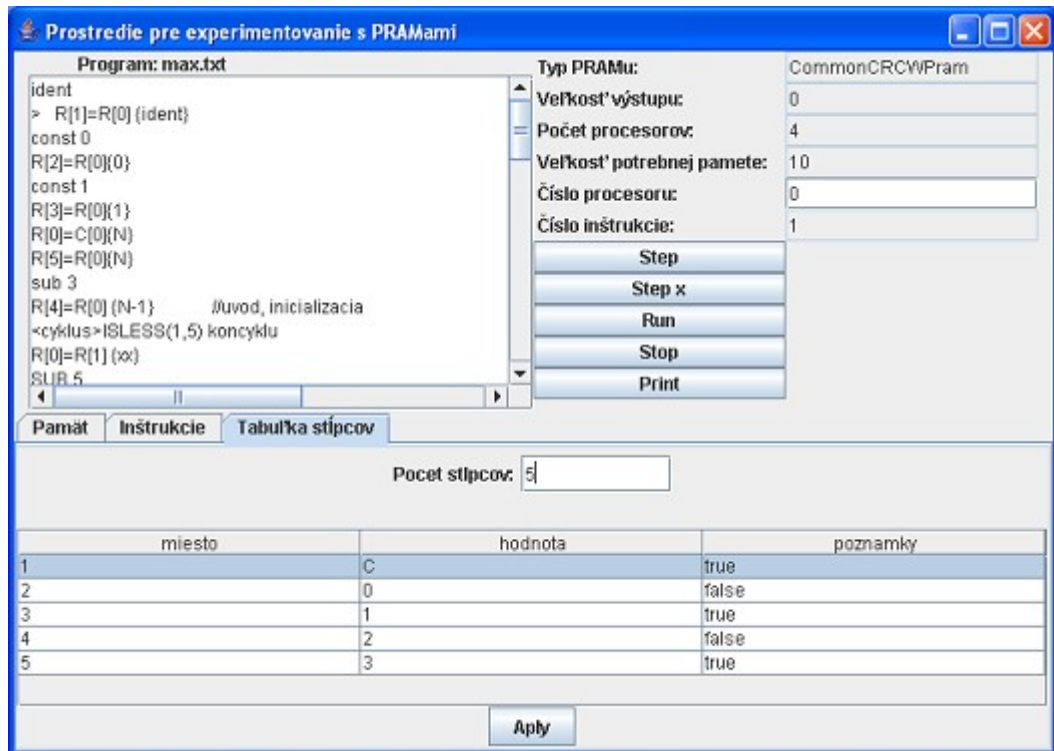 Prostredie pre experimentovanie s PRAMami
Program: max.txt
ident
> R[1]=R[0] {ident}
const 0
R[2]=R[0]{0}
const 1
R[3]=R[0]{1}
R[0]=C[0]{N}
R[5]=R[0]{N}
sub 3
R[4]=R[0] {N-1} //uvod, inicializacia
<cyklus>ISLESS(1,5) koncyklu
R[0]=R[1] {xx}
SUB 5
Typ PRAMu: CommonCRCWPram
Veľkosť výstupu: 0
Počet procesorov: 4
Veľkosť potrebnej pamete: 10
Číslo procesoru: 0
Číslo inštrukcie: 1
Step
Step x
Run
Stop
Print
Pamät Inštrukcie Tabuľka stĺpcov
Pocet stlpcov: 5
miesto hodnota poznamky
1 C true
2 0 false
3 1 true
4 2 false
5 3 true
Aply